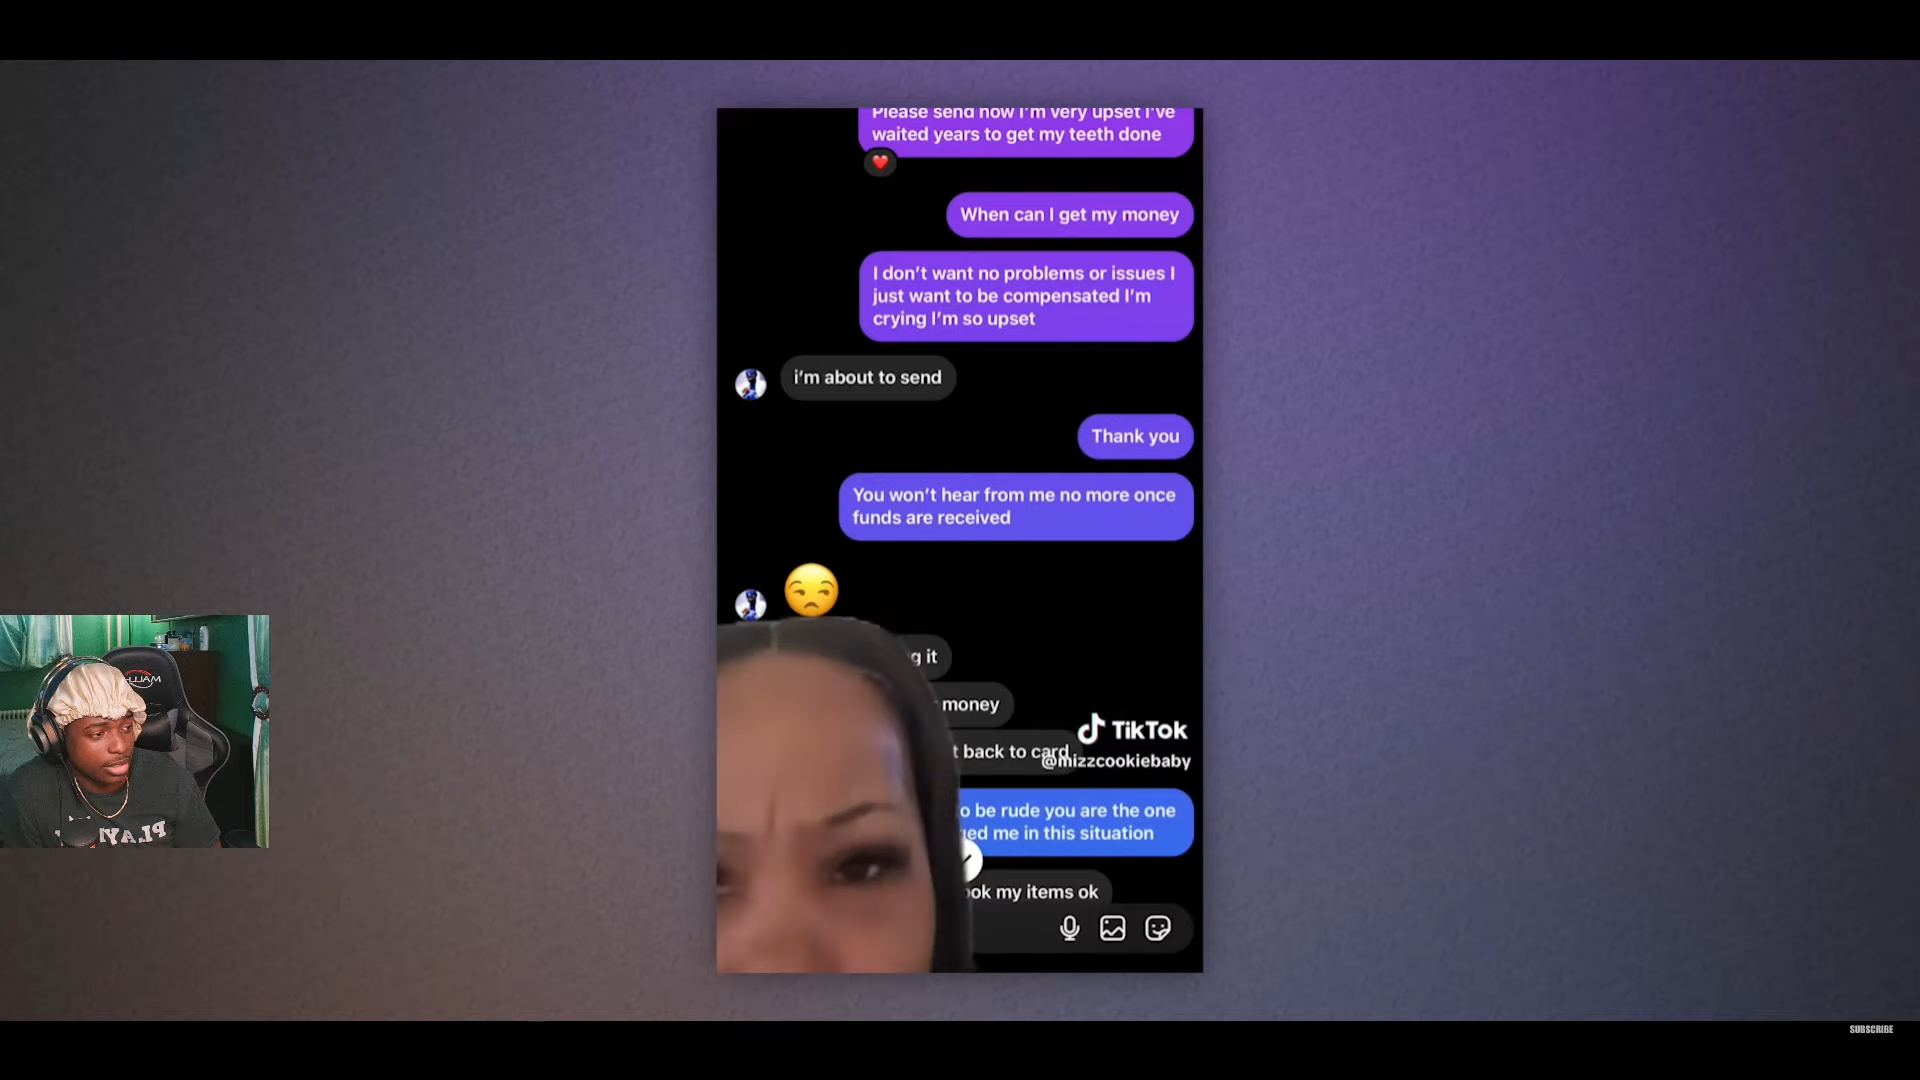 Please send now I'm very upset I've
waited years to get my teeth done
When can I get my money
I don't want no problems or issues I
just want to be compensated I'm
crying I'm so upset
i'm about to send
Thank you
You won't hear from me no more once
funds are received
g it
money
back to card
TikTok
@mizzcookiebaby
be rude you are the one
me in this situation
my items ok
SUBSCRIBE